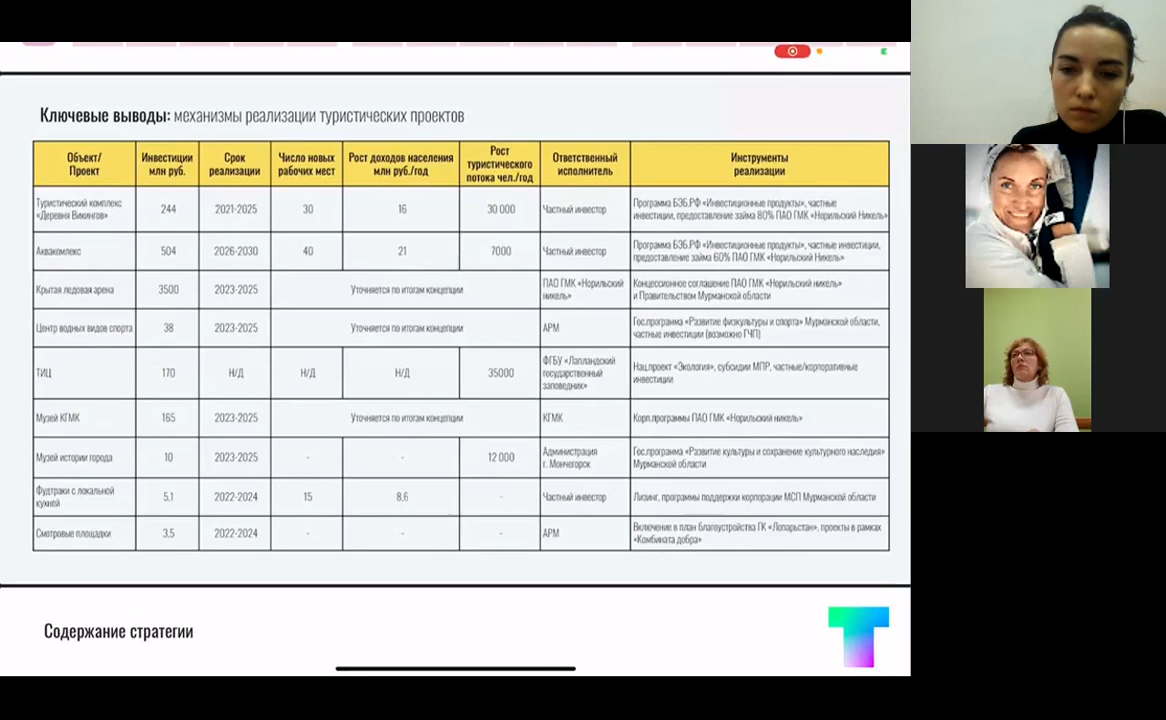 Ключевые выводы: механизмы реализации туристических проектов
Объект/
Проект
Инвестиции
млн руб.
Срок
реализации
Число новых
рабочих мест
Рост доходов населения
млн руб./год
Рост
туристического
потока чел./год
Ответственный
исполнитель
Инструменты
реализации
Туристический комплекс
«Деревня Викингов»
244
2021-2025
30
16
30 000
Частный инвестор
Программа БЭБ.РФ «Инвестиционные продукты», частные
инвестиции, предоставление займа 80% ПАО ГМК «Норильский Никель»
Аквакомлекс
504
2026-2030
40
21
7000
Частный инвестор
Программа БЭБ.РФ «Инвестиционные продукты», частные инвестиции,
предоставление займа 60% ПАО ГМК «Норильский Никель»
Крытая ледовая арена
3500
2023-2025
Уточняется по итогам концепции
ПАО ГМК «Норильский
никель»
Концессионное соглашение ПАО ГМК «Норильский никель»
и Правительством Мурманской области
Центр водных видов спорта
38
2023-2025
Уточняется по итогам концепции
АРМ
Гос.программа «Развитие физкультуры и спорта» Мурманской области,
частные инвестиции (возможно ГЧП)
ТИЦ
170
Н/Д
Н/Д
Н/Д
35000
ФГБУ «Лапландский
государственный
заповедник»
Нац.проект «Экология», субсидии МПР, частные/корпоративные
инвестиции
Музей КГМК
165
2023-2025
Уточняется по итогам концепции
КГМК
Корп.программы ПАО ГМК «Норильский никель»
Музей истории города
10
2023-2025
-
-
12 000
Администрация
г. Мончегорск
Гос.программа «Развитие культуры и сохранение культурного наследия»
Мурманской области
Фудтраки с локальной
кухней
5,1
2022-2024
15
8,6
-
Частный инвестор
Лизинг, программы поддержки корпорации МСП Мурманской области
Смотровые площадки
3,5
2022-2024
-
-
-
АРМ
Включение в план благоустройства ГК «Лопарьстан», проекты в рамках
«Комбината добра»
Содержание стратегии